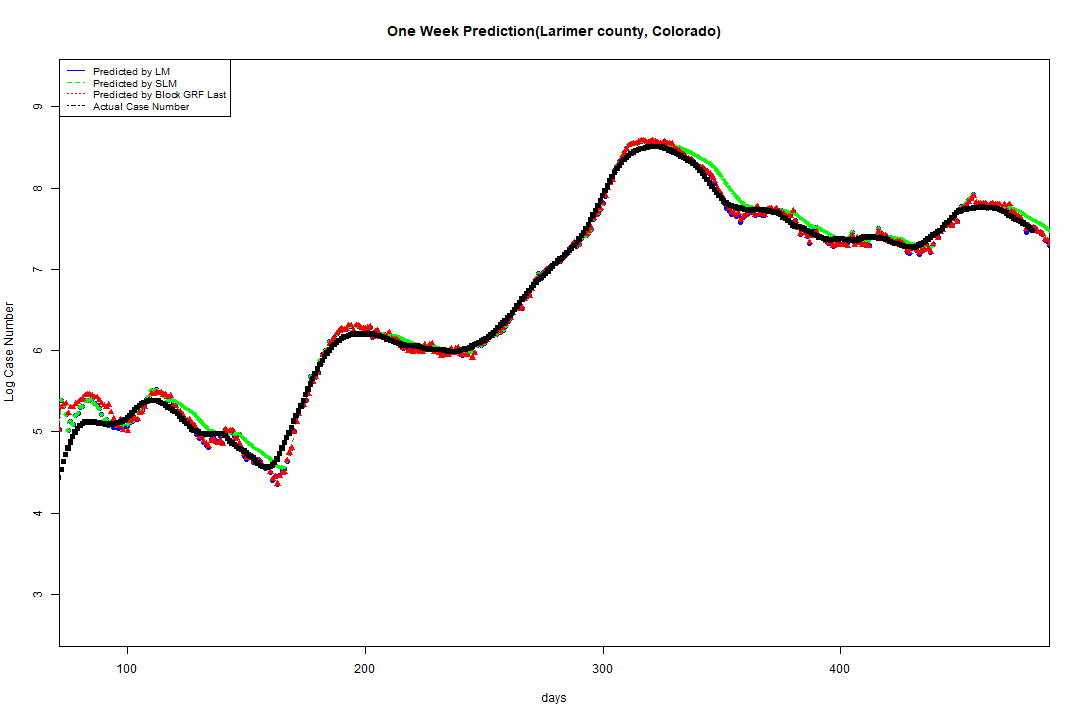 One Week Prediction(Larimer county, Colorado)
Predicted by LM
Predicted by SLM
Predicted by Block GRF Last
Actual Case Number
9
8
7
6
5
4
3
Log Case Number
100 200 300 400
days